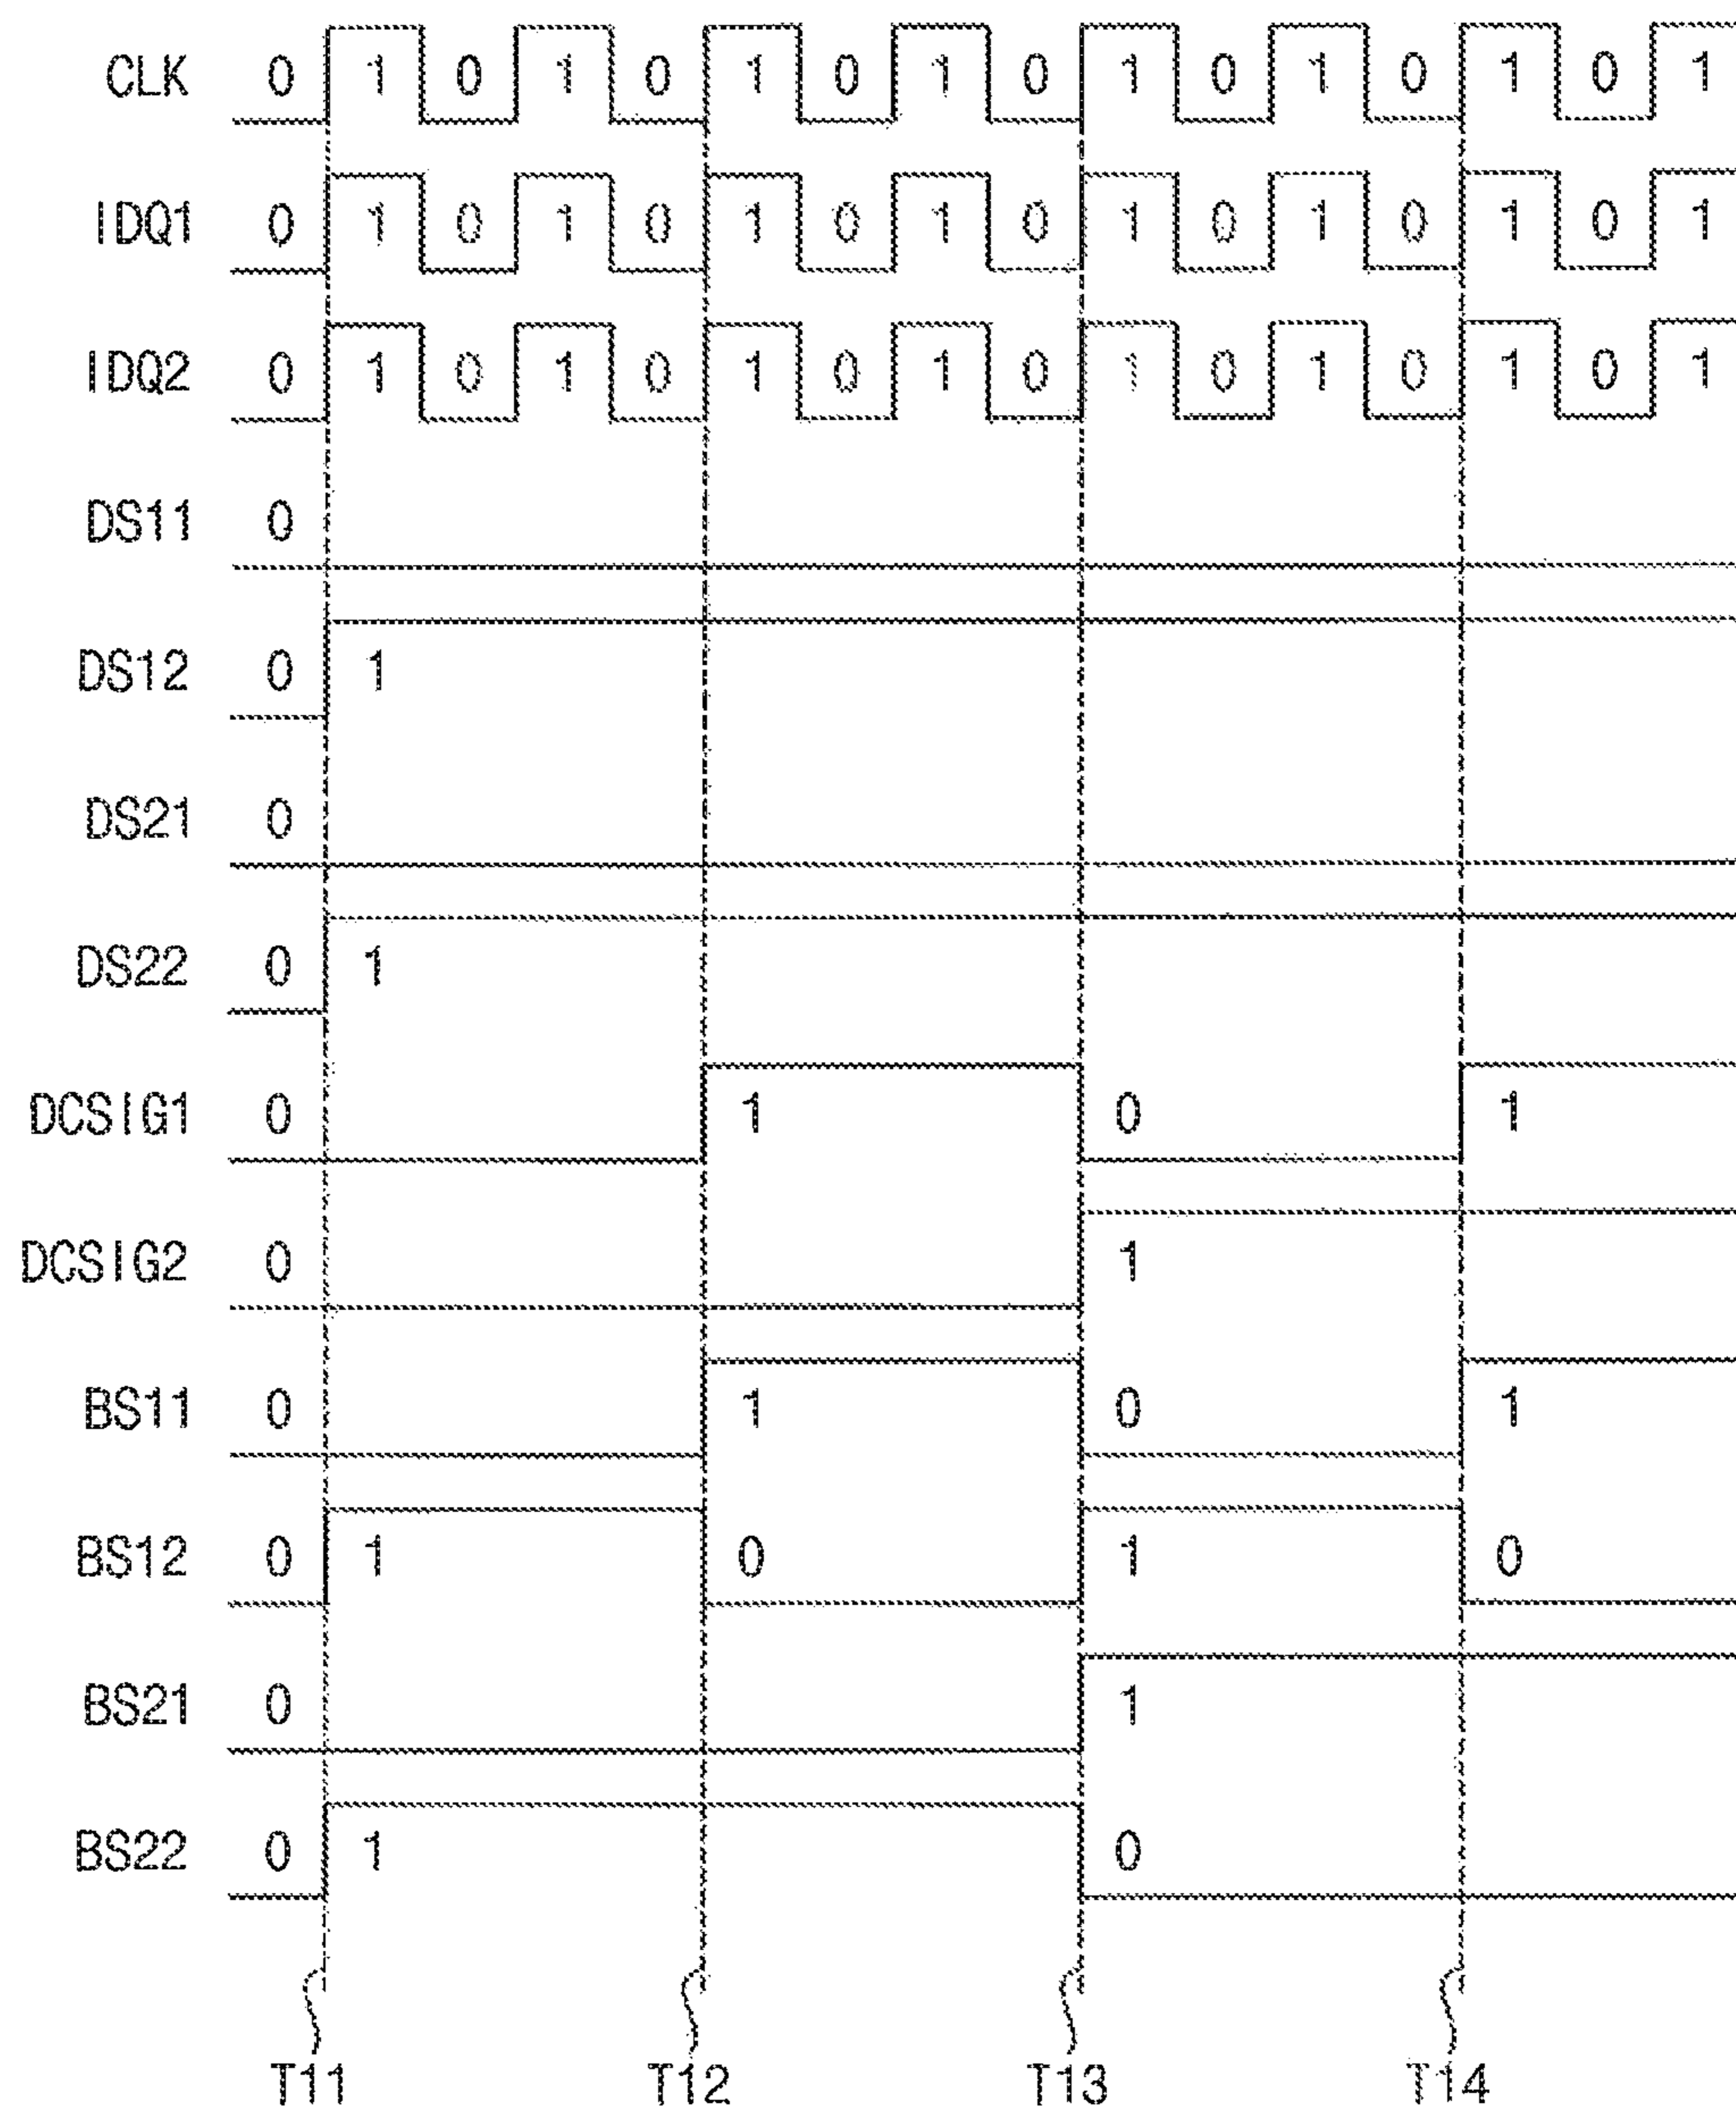 CLK 0 1 0 1 0 1 0 1 0 1 0 1 0 1 0 1
IDQ1 0 1 0 1 0 1 0 1 0 1 0 1 0 1 0 1
IDQ2 0 1 0 1 0 1 0 1 0 1 0 1 0 1 0 1
DS11 0
DS12 0 1
DS21 0
DS22 0 1
DCSIG1 0 1 0 1
DCSIG2 0 1
BS11 0 1 0 1
BS12 0 1 0 1 0
BS21 0 1
BS22 0 1 0
T11 T12 T13 T14